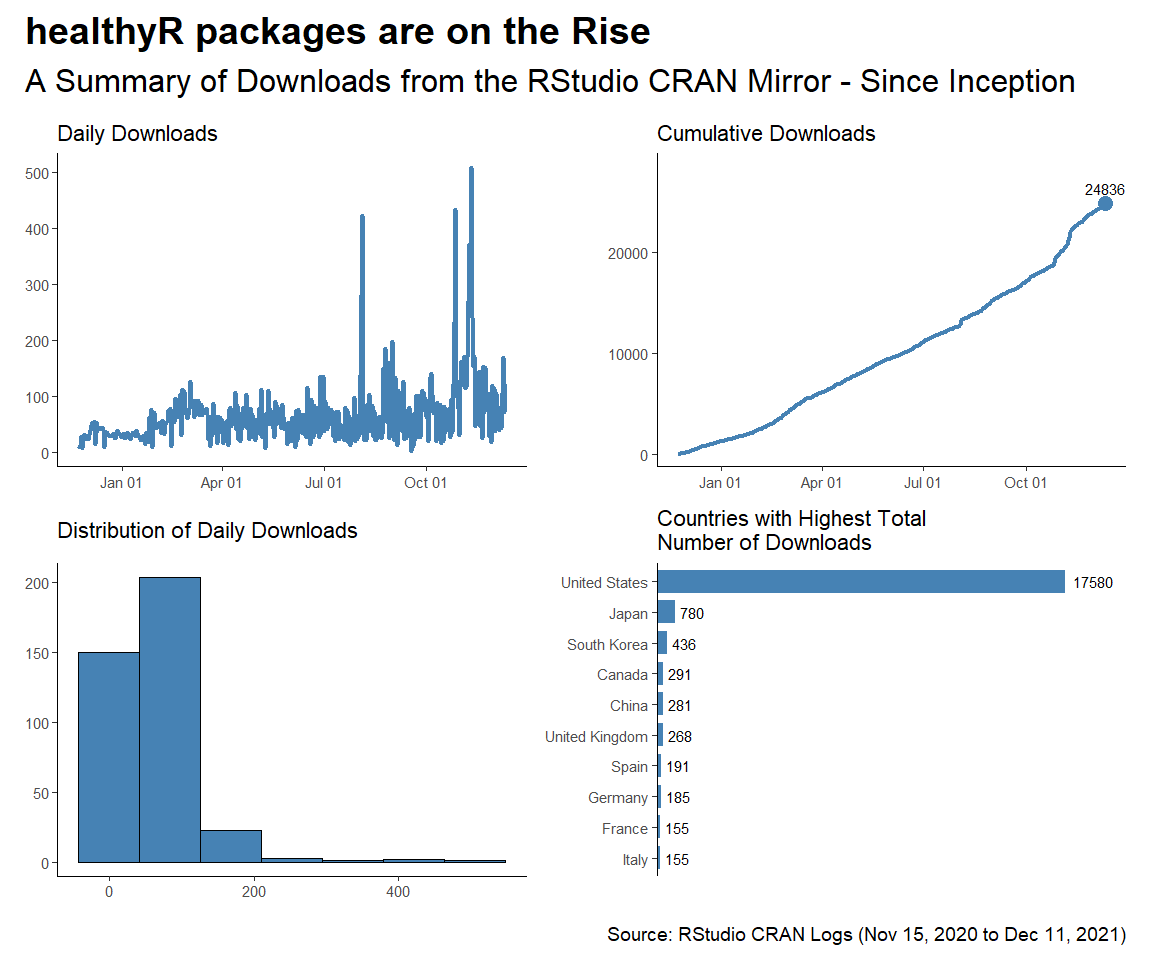 healthyR packages are on the Rise
A Summary of Downloads from the RStudio CRAN Mirror - Since Inception
Daily Downloads
500
400
300
200
100
0
Jan 01 Apr 01 Jul 01 Oct 01
Cumulative Downloads
24836
20000
10000
0
Jan 01 Apr 01 Jul 01 Oct 01
Distribution of Daily Downloads
200
150
100
50
0
0 200 400
Countries with Highest Total
Number of Downloads
United States 17580
Japan 780
South Korea 436
Canada 291
China 281
United Kingdom 268
Spain 191
Germany 185
France 155
Italy 155
Source: RStudio CRAN Logs (Nov 15, 2020 to Dec 11, 2021)